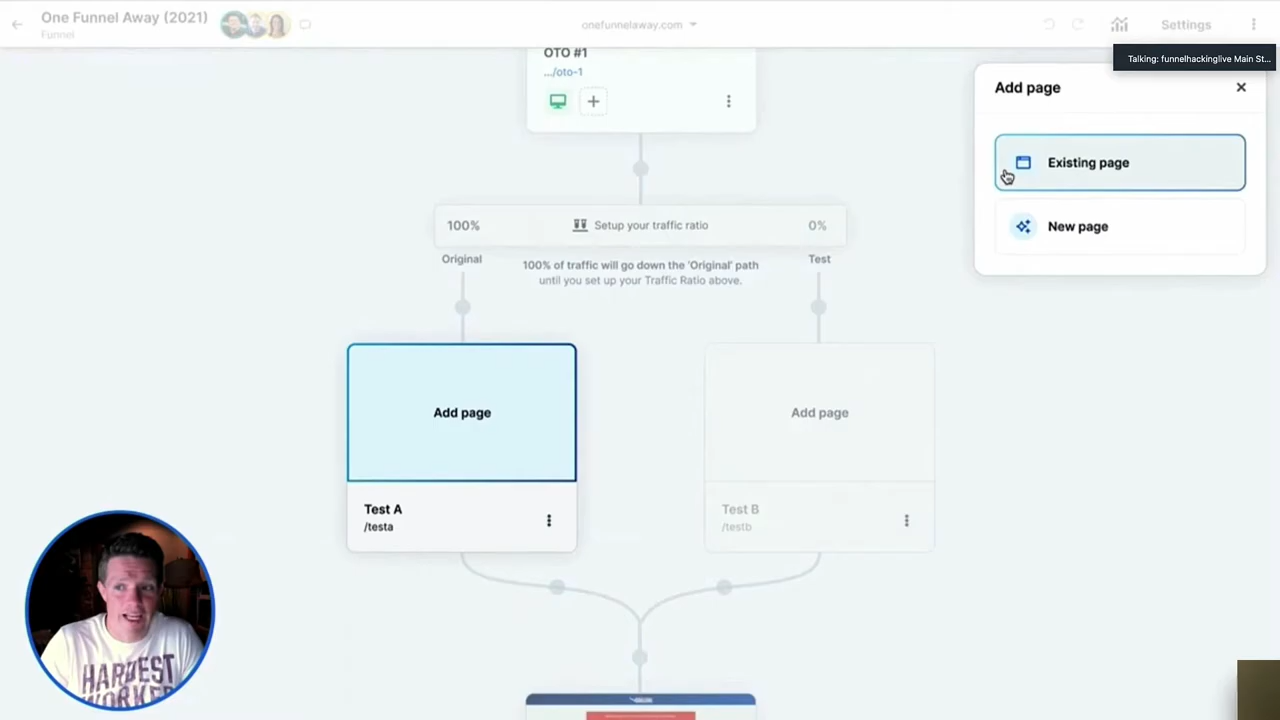 One Funnel Away (2021)
Funnel
onefunnelaway.com
Settings
Talking: funnelhackinglive Main St...
OTO #1
.../oto-1
Add page
Existing page
New page
100%
Setup your traffic ratio
0%
Original
100% of traffic will go down the 'Original' path
until you set up your Traffic Ratio above.
Test
Add page
Add page
Test A
/testa
Test B
/testb
HARDEST
WORKER